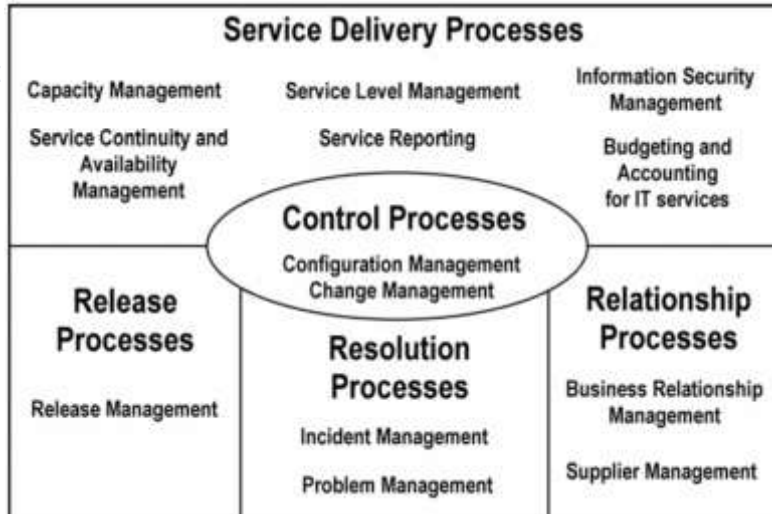 Service Delivery Processes
Capacity Management
Service Continuity and
Availability
Management
Service Level Management
Service Reporting
Information Security
Management
Budgeting and
Accounting
for IT services
Control Processes
Configuration Management
Change Management
Release
Processes
Release Management
Resolution
Processes
Incident Management
Problem Management
Relationship
Processes
Business Relationship
Management
Supplier Management